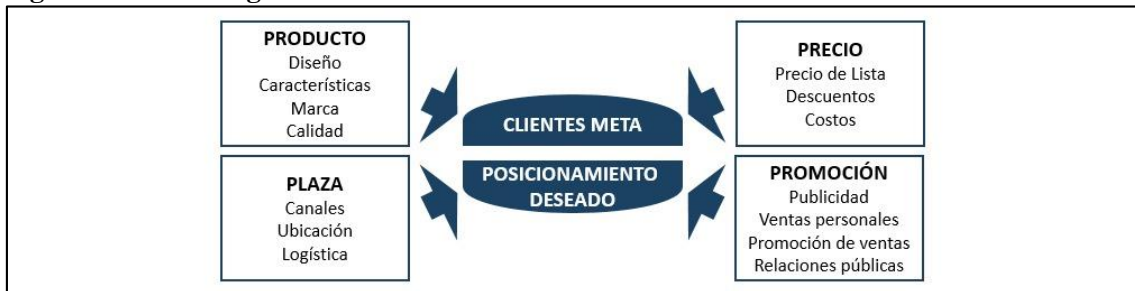 PRODUCTO
Diseño
Características
Marca
Calidad
PRECIO
Precio de Lista
Descuentos
Costos
CLIENTES META
POSICIONAMIENTO
DESEADO
PLAZA
Canales
Ubicación
Logística
PROMOCIÓN
Publicidad
Ventas personales
Promoción de ventas
Relaciones públicas